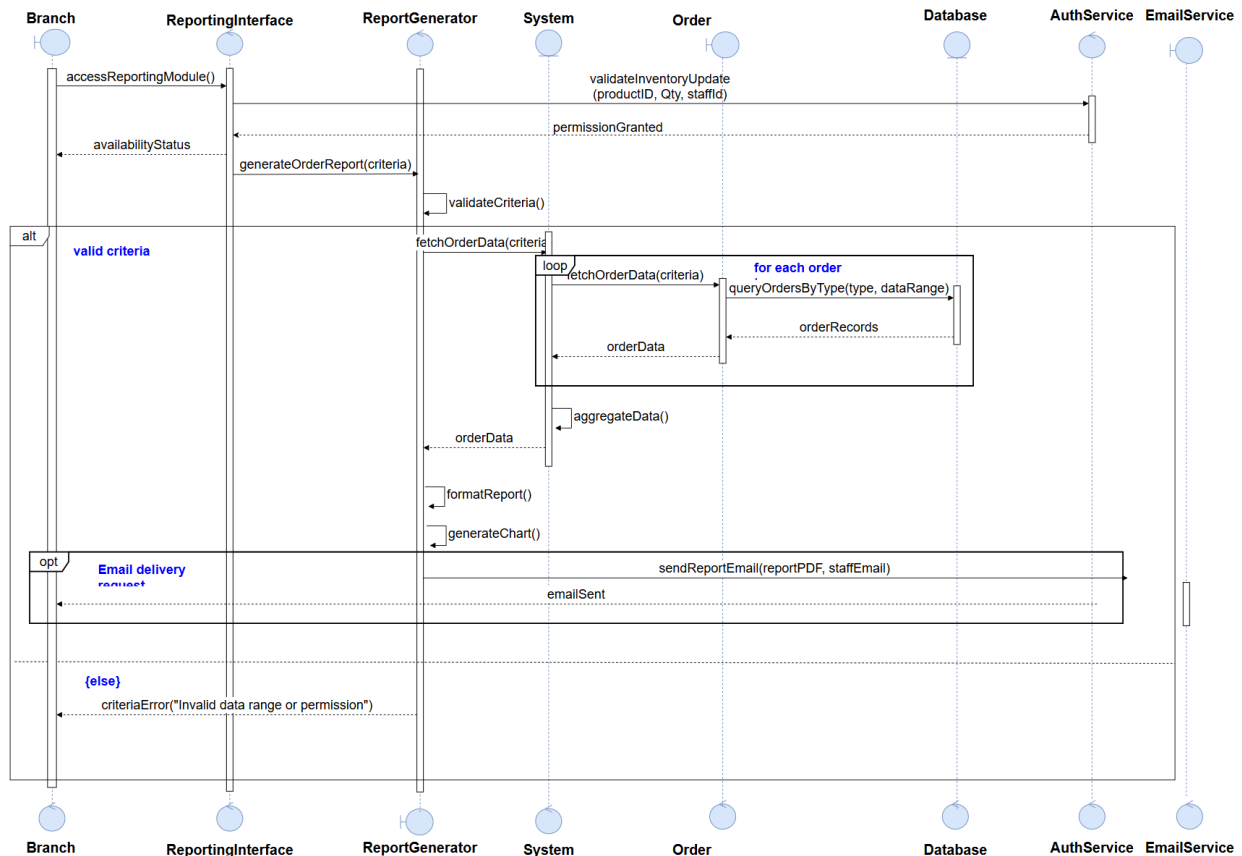 Branch
ReportingInterface
ReportGenerator
System
Order
Database
AuthService
EmailService
accessReportingModule()
validateInventoryUpdate
(productID, Qty, staffId)
permissionGranted
availabilityStatus
generateOrderReport(criteria)
validateCriteria()
alt
valid criteria
fetchOrderData(criteria
loop
for each order
fetchOrderData(criteria)
queryOrdersByType(type, dataRange)
orderRecords
orderData
aggregateData()
orderData
formatReport()
generateChart()
opt
Email delivery
request
sendReportEmail(reportPDF, staffEmail)
emailSent
{else}
criteriaError("Invalid data range or permission")
Branch
ReportingInterface
ReportGenerator
System
Order
Database
AuthService
EmailService